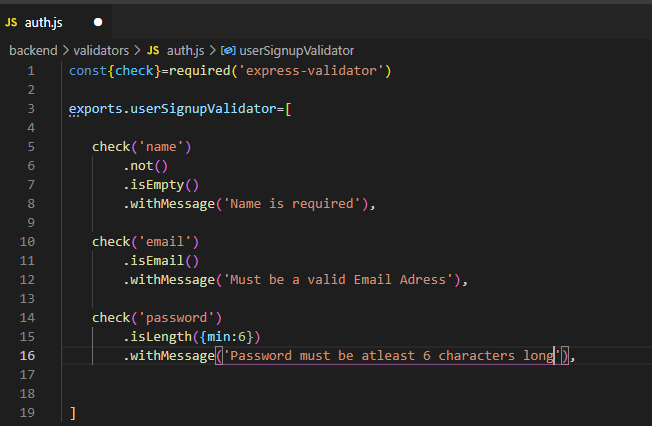 JS auth.js
backend > validators > JS auth.js > userSignupValidator
1 const{check}=required('express-validator')
2
3 exports.userSignupValidator=[
4
5 check('name')
6 .not()
7 .isEmpty()
8 .withMessage('Name is required'),
9
10 check('email')
11 .isEmail()
12 .withMessage('Must be a valid Email Adress'),
13
14 check('password')
15 .isLength({min:6})
16 .withMessage('Password must be atleast 6 characters long'),
17
18
19 ]